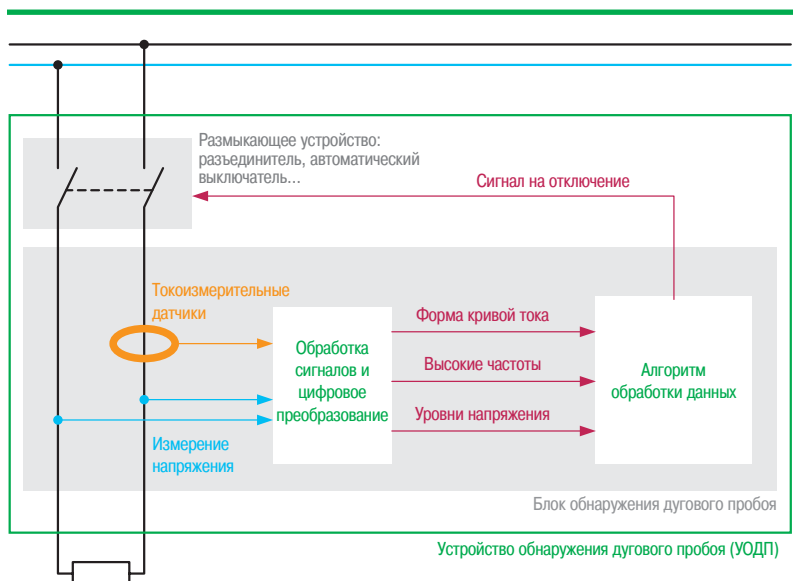 Размыкающее устройство:
разъединитель, автоматический
выключатель...
Сигнал на отключение
Токоизмерительные
датчики
Обработка
сигналов и
цифровое
преобразование
Форма кривой тока
Высокие частоты
Уровни напряжения
Алгоритм
обработки данных
Измерение
напряжения
Блок обнаружения дугового пробоя
Устройство обнаружения дугового пробоя (УОДП)